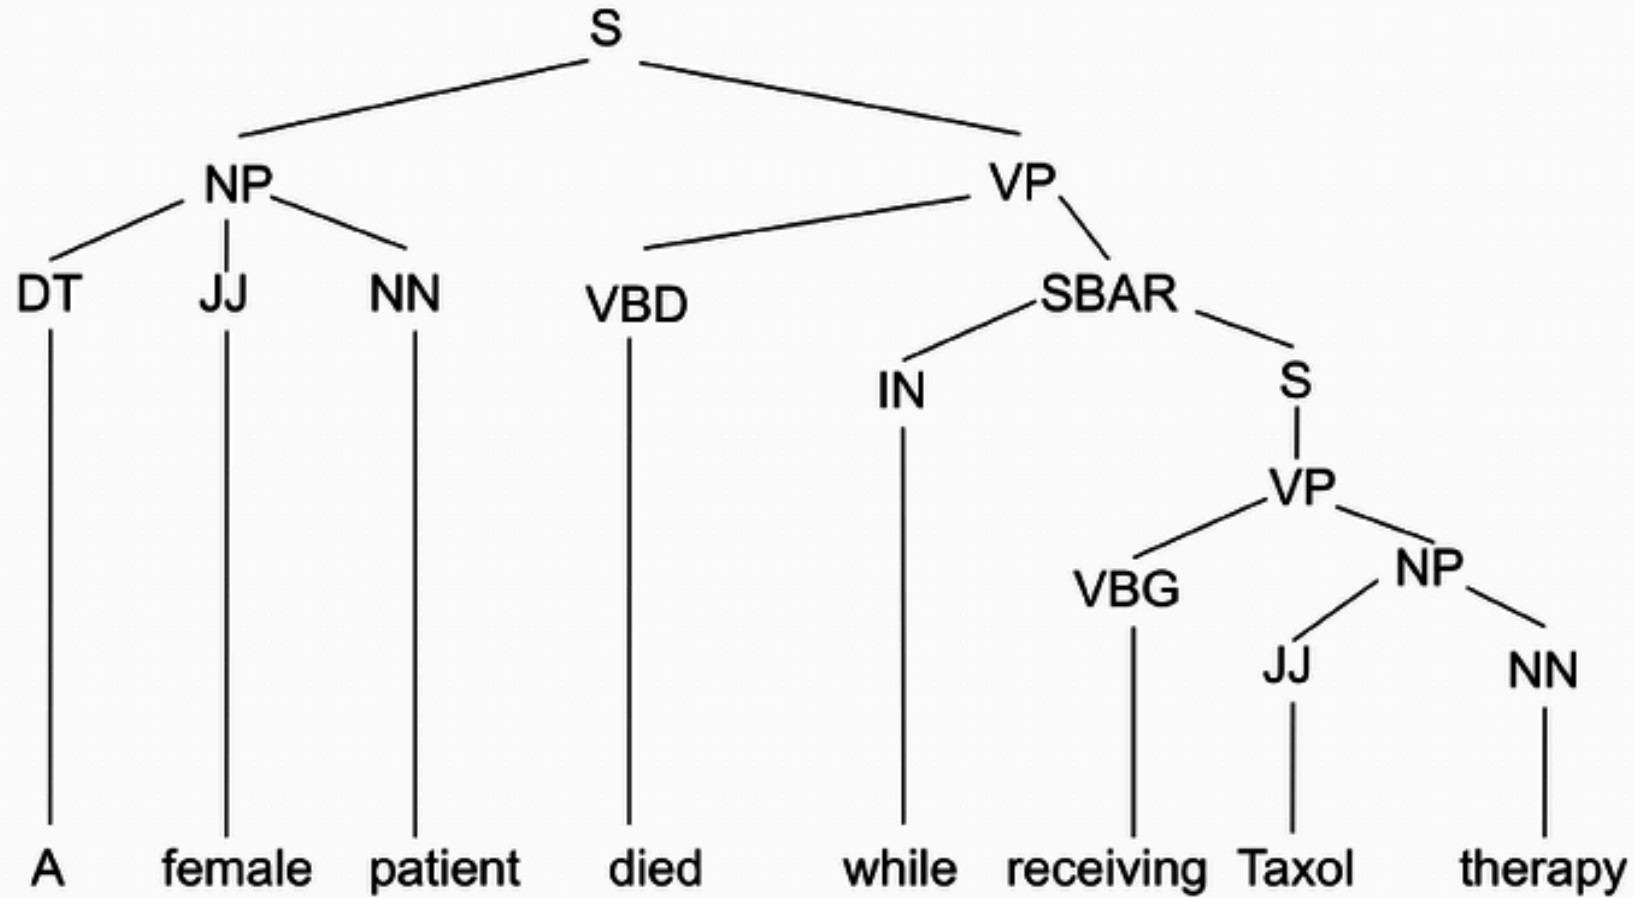 S
NP VP
DT JJ NN VBD SBAR
IN S
VP
VBG NP
JJ NN
A female patient died while receiving Taxol therapy